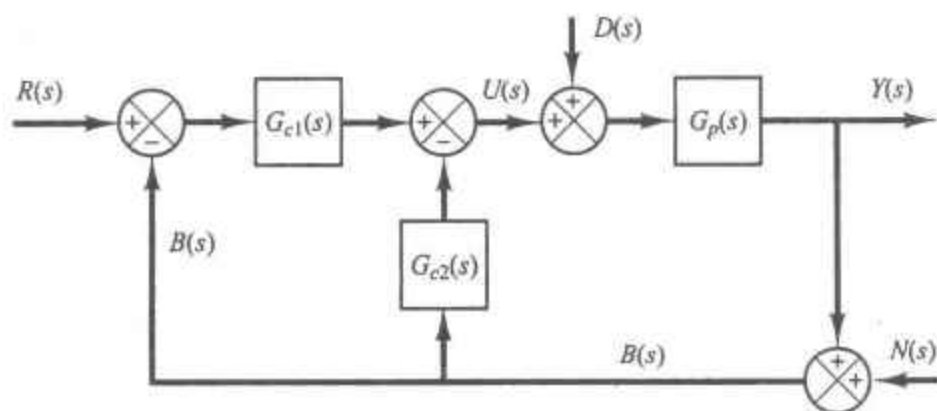 D(s)
R(s)
U(s)
Y(s)
+
−
G_{c1}(s)
+
−
+
+
G_p(s)
B(s)
G_{c2}(s)
B(s)
N(s)
+
+